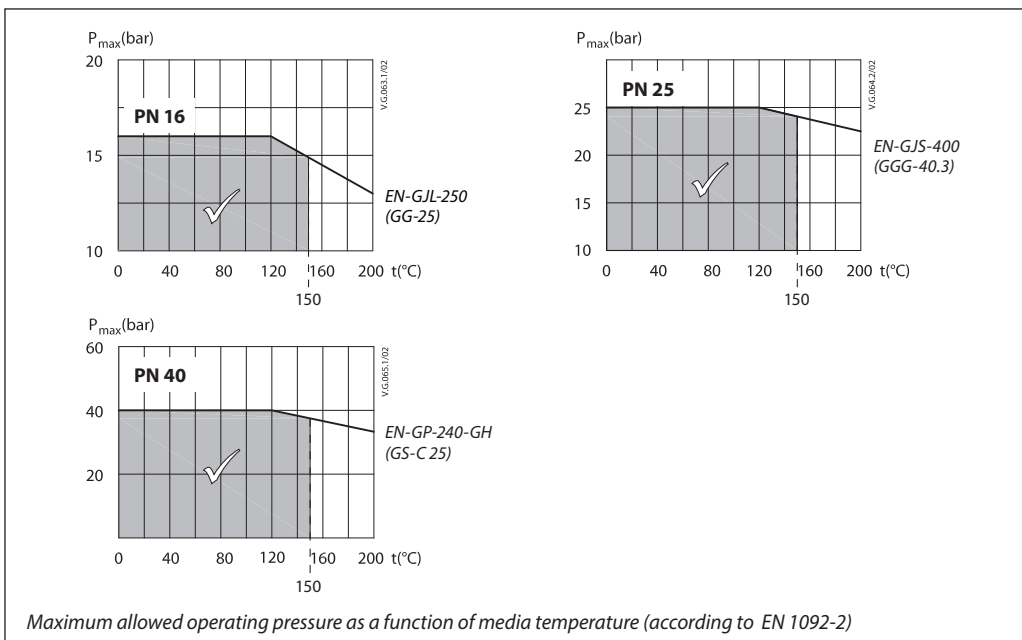 Pmax(bar)
20
15
10
PN 16
V.G.063.1/02
EN-GJL-250
(GG-25)
0 40 80 120 160 200 t(°C)
150
Pmax(bar)
25
20
15
10
PN 25
V.G.064.2/02
EN-GJS-400
(GGG-40.3)
0 40 80 120 160 200 t(°C)
150
Pmax(bar)
60
40
20
PN 40
V.G.065.1/02
EN-GP-240-GH
(GS-C 25)
0 40 80 120 160 200 t(°C)
150
Maximum allowed operating pressure as a function of media temperature (according to EN 1092-2)